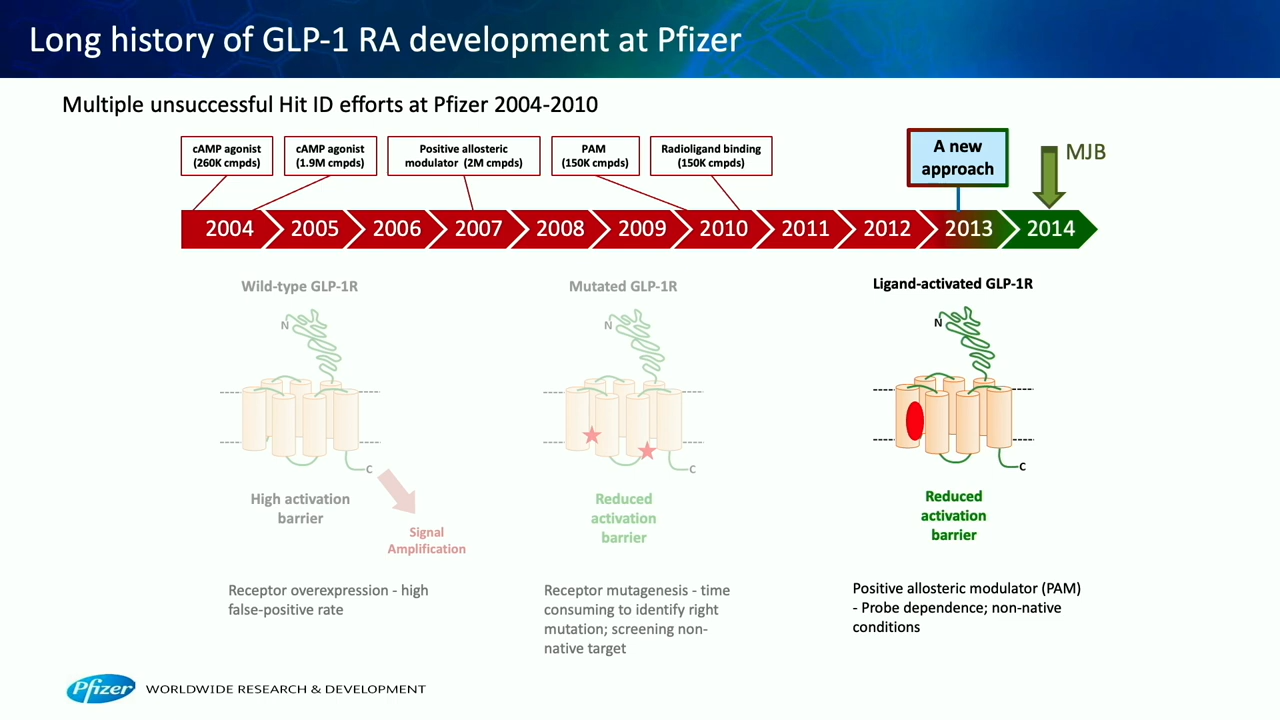 Long history of GLP-1 RA development at Pfizer
Multiple unsuccessful Hit ID efforts at Pfizer 2004-2010
cAMP agonist
(260K cmpds)
cAMP agonist
(1.9M cmpds)
Positive allosteric
modulator (2M cmpds)
PAM
(150K cmpds)
Radioligand binding
(150K cmpds)
A new
approach
MJB
2004
2005
2006
2007
2008
2009
2010
2011
2012
2013
2014
Wild-type GLP-1R
N
C
High activation
barrier
Signal
Amplification
Receptor overexpression - high
false-positive rate
Mutated GLP-1R
N
C
Reduced
activation
barrier
Receptor mutagenesis - time
consuming to identify right
mutation; screening non-
native target
Ligand-activated GLP-1R
N
C
Reduced
activation
barrier
Positive allosteric modulator (PAM)
- Probe dependence; non-native
conditions
Pfizer
WORLDWIDE RESEARCH & DEVELOPMENT